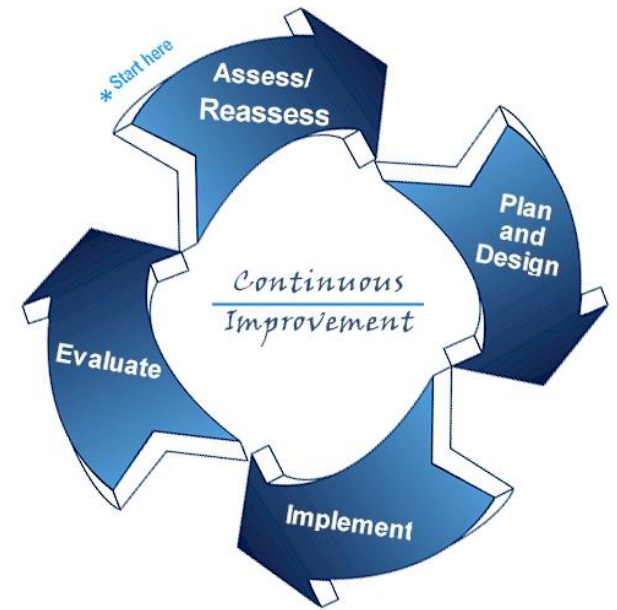 * Start here
Assess/
Reassess
Plan
and
Design
Continuous
Improvement
Evaluate
Implement